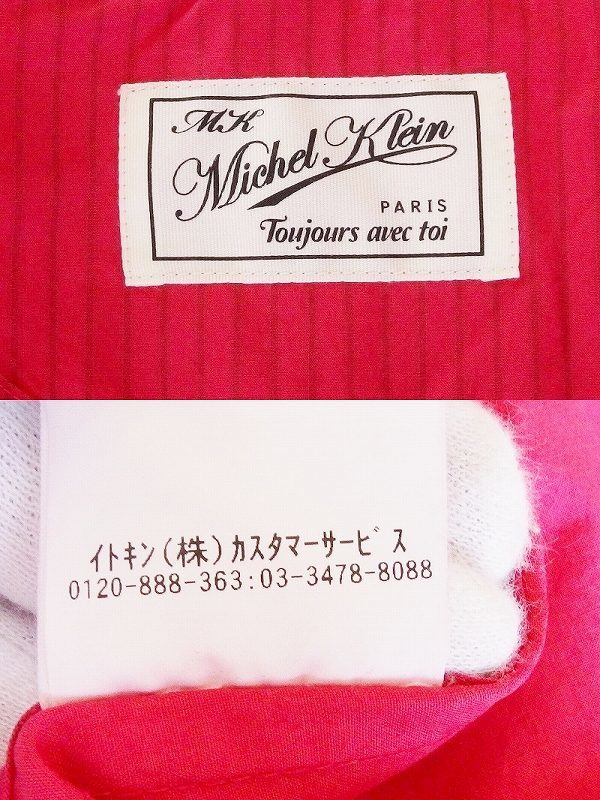 MK
Michel Klein
PARIS
Toujours avec toi
イトキン(株)カスタマーサービス
0120-888-363:03-3478-8088